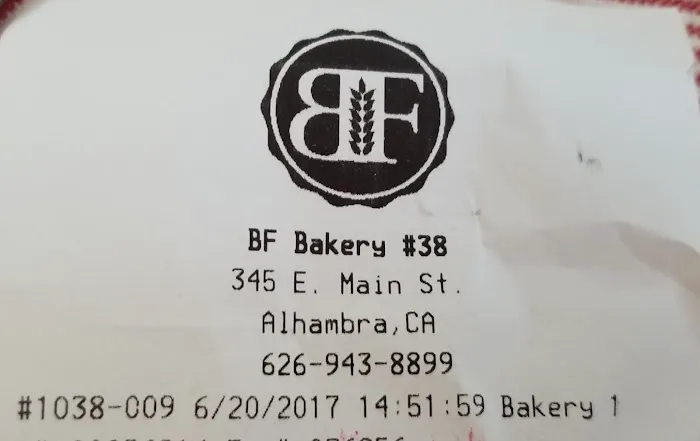 BF
BF Bakery #38
345 E. Main St.
Alhambra,CA
626-943-8899
#1038-009 6/20/2017 14:51:59 Bakery 1